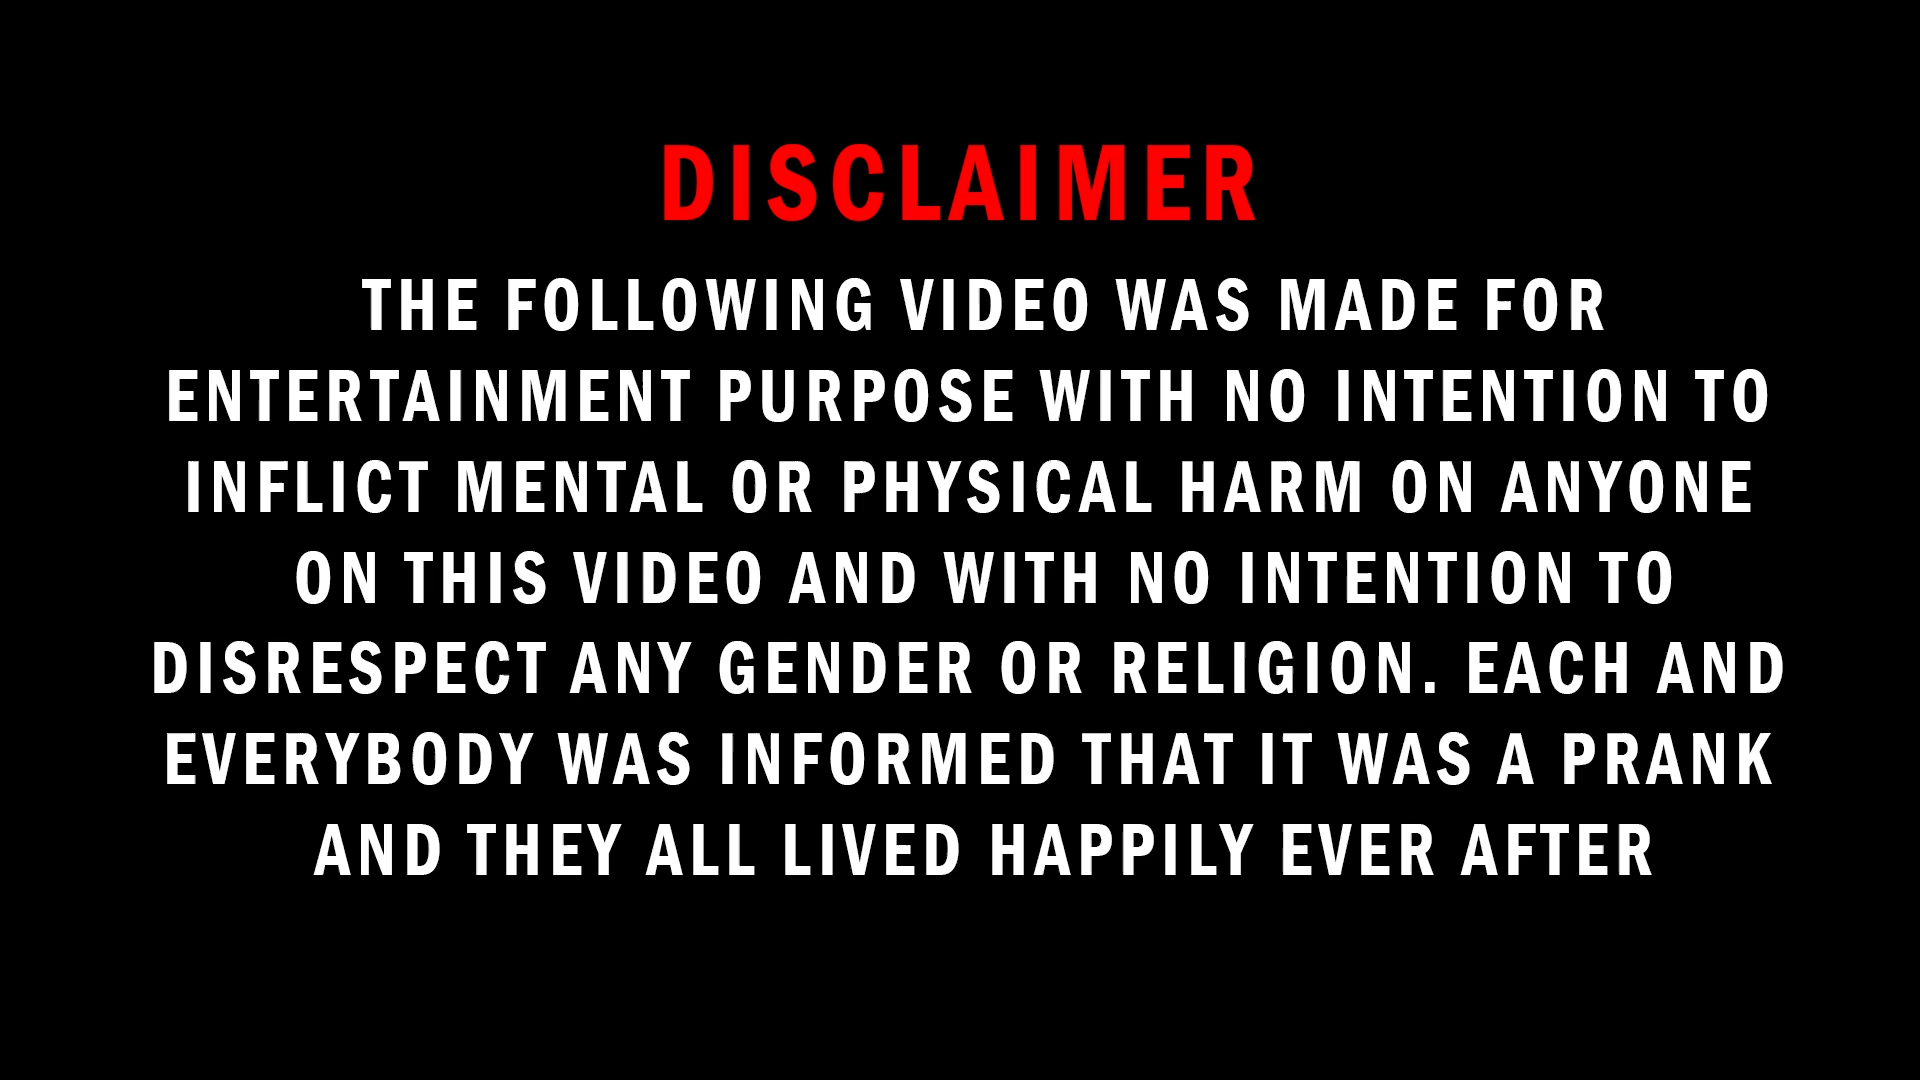 DISCLAIMER
THE FOLLOWING VIDEO WAS MADE FOR
ENTERTAINMENT PURPOSE WITH NO INTENTION TO
INFLICT MENTAL OR PHYSICAL HARM ON ANYONE
ON THIS VIDEO AND WITH NO INTENTION TO
DISRESPECT ANY GENDER OR RELIGION. EACH AND
EVERYBODY WAS INFORMED THAT IT WAS A PRANK
AND THEY ALL LIVED HAPPILY EVER AFTER